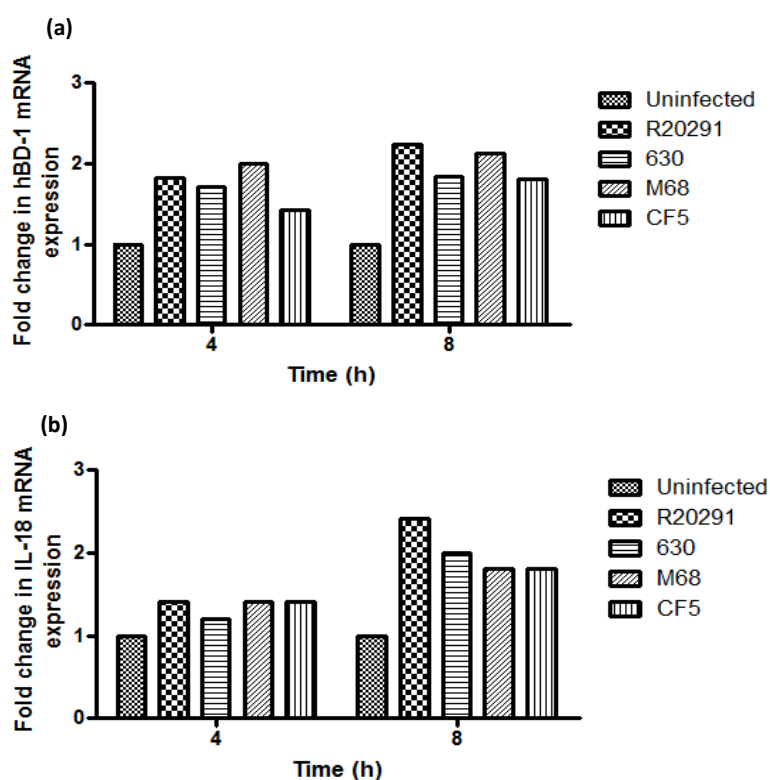 (a)
Fold change in hBD-1 mRNA
expression
3
2
1
0
4
8
Time (h)
Uninfected
R20291
630
M68
CF5
(b)
Fold change in IL-18 mRNA
expression
3
2
1
0
4
8
Time (h)
Uninfected
R20291
630
M68
CF5